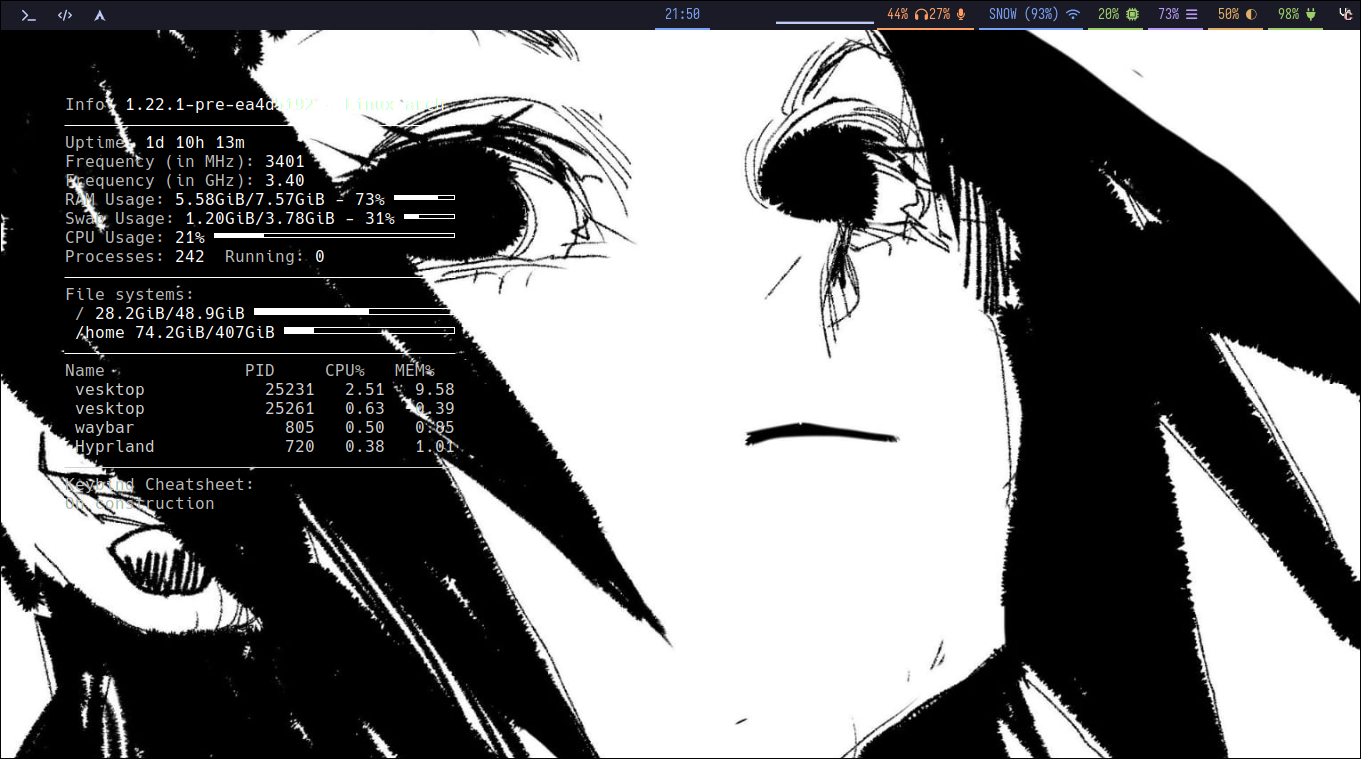 21:50 44% 27% SNOW (93%) 20% 73% 50% 98%
Info: 1.22.1-pre-ea4d6192 - Linux arch
Uptime: 1d 10h 13m
Frequency (in MHz): 3401
Frequency (in GHz): 3.40
RAM Usage: 5.58GiB/7.57GiB - 73%
Swap Usage: 1.20GiB/3.78GiB - 31%
CPU Usage: 21%
Processes: 242 Running: 0
File systems:
/ 28.2GiB/48.9GiB
/home 74.2GiB/407GiB
Name PID CPU% MEM%
vesktop 25231 2.51 9.58
vesktop 25261 0.63 0.39
waybar 805 0.50 0.85
Hyprland 720 0.38 1.01
Keybind Cheatsheet:
On construction